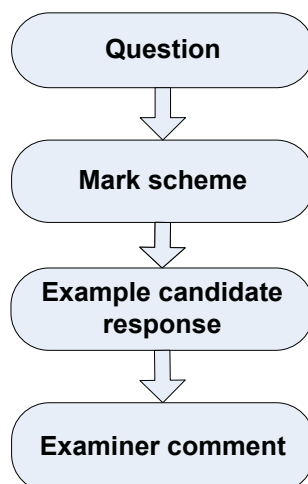 Question
Mark scheme
Example candidate
response
Examiner comment